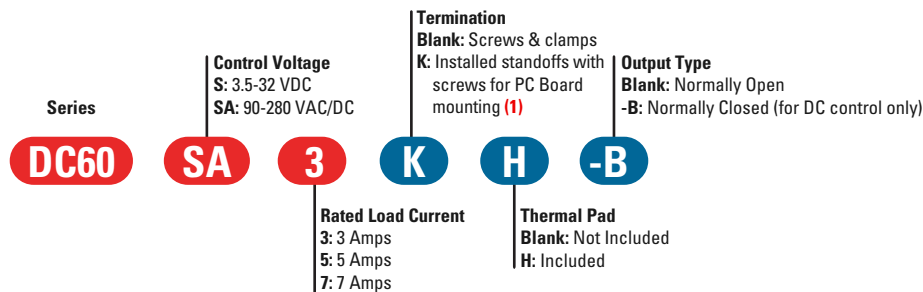 Termination
Blank: Screws & clamps
K: Installed standoffs with
screws for PC Board
mounting (1)
Control Voltage
S: 3.5-32 VDC
SA: 90-280 VAC/DC
Output Type
Blank: Normally Open
-B: Normally Closed (for DC control only)
Series
DC60
SA
3
K
H
-B
Rated Load Current
3: 3 Amps
5: 5 Amps
7: 7 Amps
Thermal Pad
Blank: Not Included
H: Included